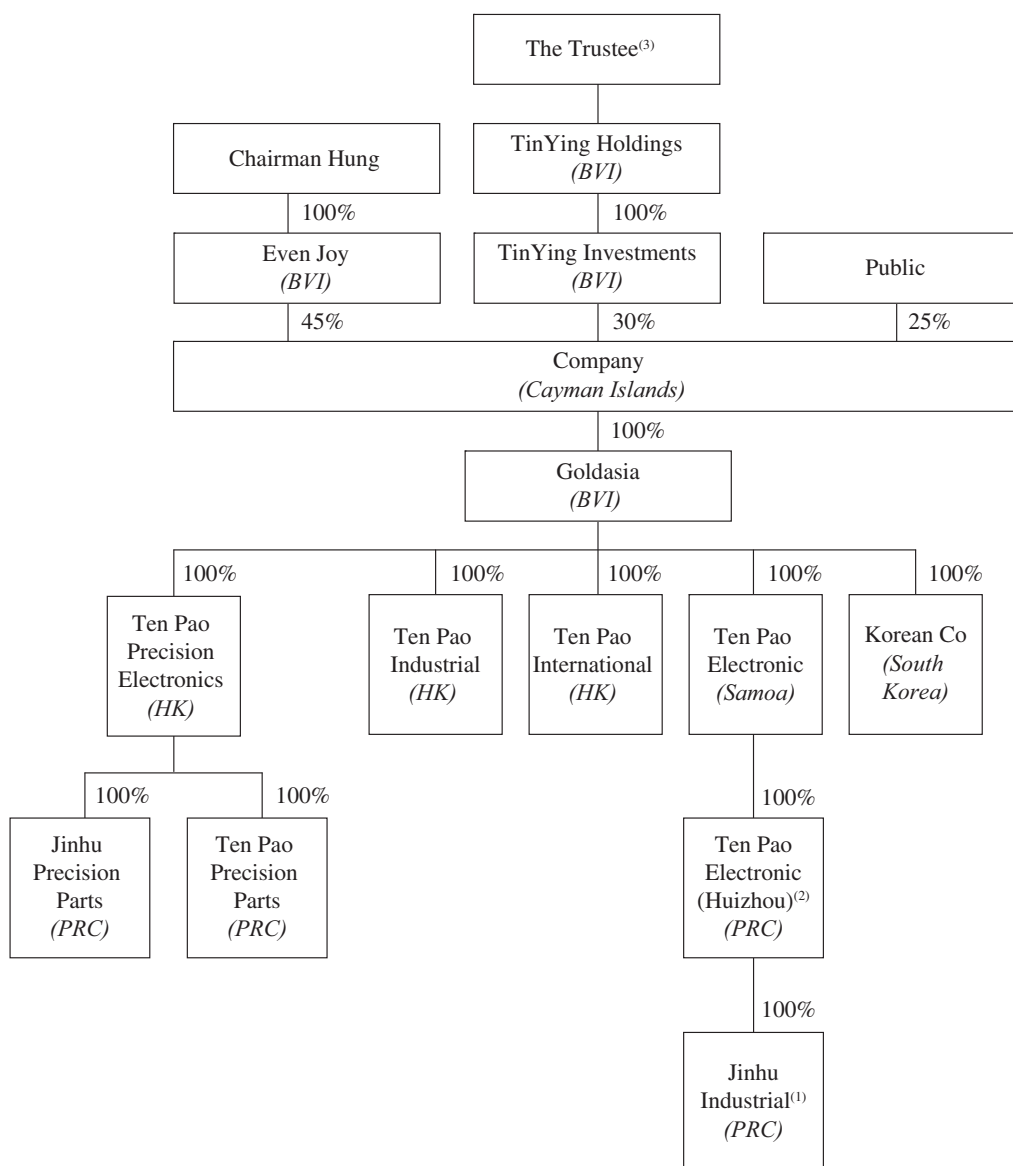 The Trustee(3)
Chairman Hung
TinYing Holdings
(BVI)
100%
100%
Even Joy
(BVI)
TinYing Investments
(BVI)
Public
45%
30%
25%
Company
(Cayman Islands)
100%
Goldasia
(BVI)
100%
100%
100%
100%
100%
Ten Pao
Precision
Electronics
(HK)
Ten Pao
Industrial
(HK)
Ten Pao
International
(HK)
Ten Pao
Electronic
(Samoa)
Korean Co
(South
Korea)
100%
100%
100%
Jinhu
Precision
Parts
(PRC)
Ten Pao
Precision
Parts
(PRC)
Ten Pao
Electronic
(Huizhou)(2)
(PRC)
100%
Jinhu
Industrial(1)
(PRC)